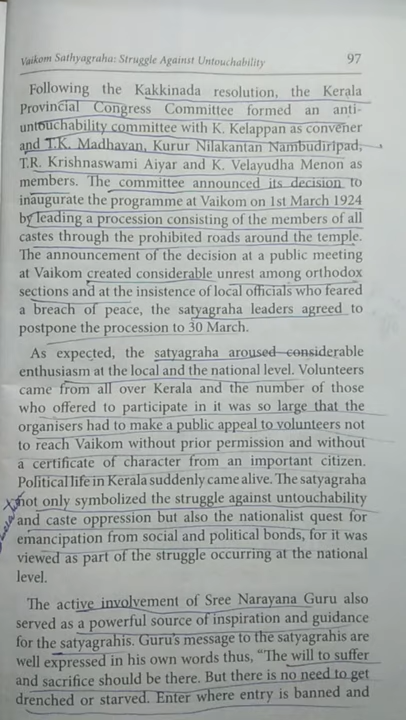 Vaikom Sathyagraha: Struggle Against Untouchability 97
Following the Kakkinada resolution, the Kerala
Provincial Congress Committee formed an anti-
untouchability committee with K. Kelappan as convener
and T.K. Madhavan, Kurur Nilakantan Nambudiripad,
T.R. Krishnaswami Aiyar and K. Velayudha Menon as
members. The committee announced its decision to
inaugurate the programme at Vaikom on 1st March 1924
by leading a procession consisting of the members of all
castes through the prohibited roads around the temple.
The announcement of the decision at a public meeting
at Vaikom created considerable unrest among orthodox
sections and at the insistence of local officials who feared
a breach of peace, the satyagraha leaders agreed to
postpone the procession to 30 March.
As expected, the satyagraha aroused considerable
enthusiasm at the local and the national level. Volunteers
came from all over Kerala and the number of those
who offered to participate in it was so large that the
organisers had to make a public appeal to volunteers not
to reach Vaikom without prior permission and without
a certificate of character from an important citizen.
Political life in Kerala suddenly came alive. The satyagraha
not only symbolized the struggle against untouchability
and caste oppression but also the nationalist quest for
emancipation from social and political bonds, for it was
viewed as part of the struggle occurring at the national
level.
The active involvement of Sree Narayana Guru also
served as a powerful source of inspiration and guidance
for the satyagrahis. Guru's message to the satyagrahis are
well expressed in his own words thus, "The will to suffer
and sacrifice should be there. But there is no need to get
drenched or starved. Enter where entry is banned and